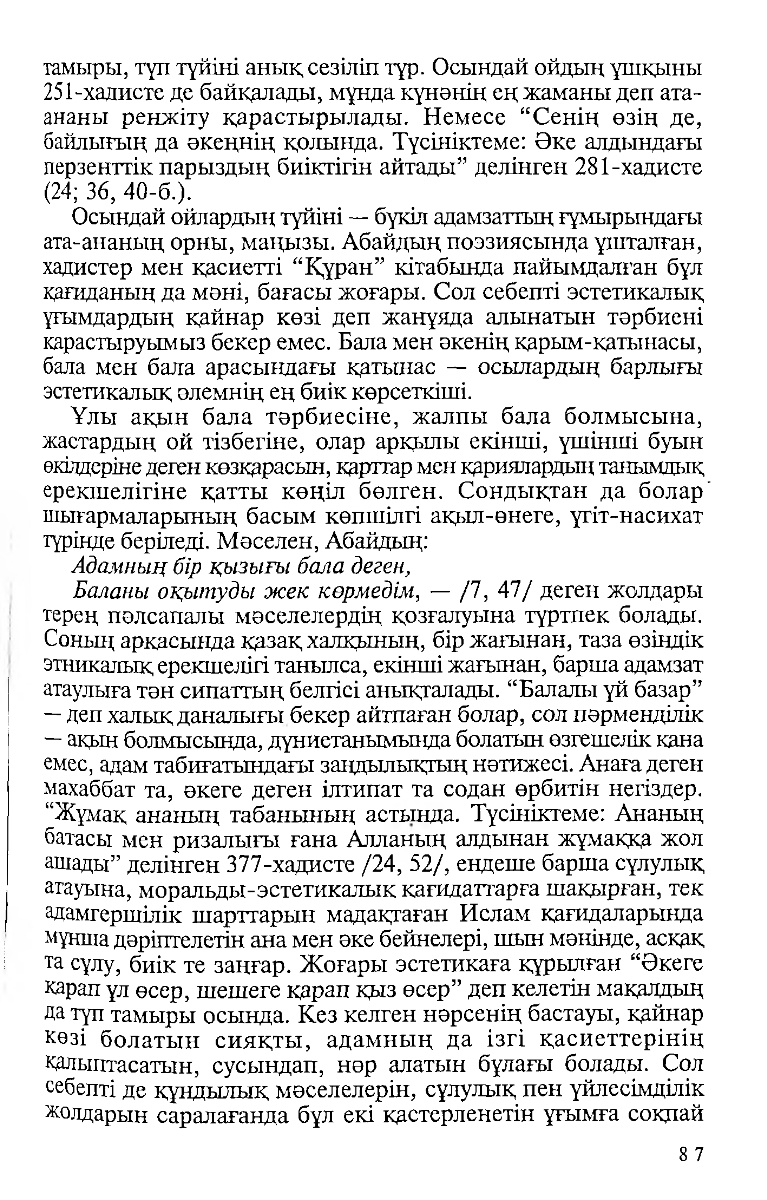 тамыры, түп түйіні анық сезіліп тұр. Осындай ойдың ұшқыны
251-хадисте де байқалады, мұнда күнәнің ең жаманы деп ата-
ананы ренжіту қарастырылады. Немесе “Сенің өзің де,
байлығың да әкеңнің қолында. Түсініктеме: Әке алдындағы
перзенттік парыздың биіктігін айтады” делінген 281-хадисте
(24; 36, 40-б.).
Осындай ойлардың түйіні — бүкіл адамзаттың ғұмырындағы
ата-ананың орны, маңызы. Абайдың поэзиясында ұшталған,
хадистер мен қасиетті “Құран” кітабында пайымдалған бұл
қағиданың да мәні, бағасы жоғары. Сол себепті эстетикалық
ұғымдардың қайнар көзі деп жанұяда алынатын тәрбиені
қарастыруымыз бекер емес. Бала мен әкенің қарым-қатынасы,
бала мен бала арасындағы қатынас — осылардың барлығы
эстетикалық әлемнің ең биік көрсеткіші.
Ұлы ақын бала тәрбиесіне, жалпы бала болмысына,
жастардың ой тізбегіне, олар арқылы екінші, үшінші буын
өкілдеріне деген көзқарасын, қарттар мен қариялардың танымдық
ерекшелігіне қатты көңіл бөлген. Сондықтан да болар
шығармаларының басым көпшілгі ақыл-өнеге, үгіт-насихат
түрінде беріледі. Мәселен, Абайдың:
Адамның бір қызығы бала деген,
Баланы оқытуды жек көрмедім, — /7, 47/ деген жолдары
терең пәлсапалы мәселелердің қозғалуына түртпек болады.
Соның арқасында қазақ халқының, бір жағынан, таза өзіндік
этникалық ерекшелігі танылса, екінші жағынан, барша адамзат
атаулыға тән сипаттың белгісі анықталады. “Балалы үй базар”
— деп халық даналығы бекер айтпаған болар, сол нәрменділік
— ақын болмысында, дүниетанымында болатын өзгешелік қана
емес, адам табиғатындағы заңдылықтың нәтижесі. Анаға деген
махаббат та, әкеге деген ілтипат та содан өрбитін негіздер.
“Жұмақ ананың табанының астында. Түсініктеме: Ананың
батасы мен ризалығы ғана Алланың алдынан жұмаққа жол
ашады” делінген 377-хадисте /24, 52/, ендеше барша сұлулық
атауына, моральды-эстетикалық қағидаттарға шақырған, тек
адамгершілік шарттарын мадақтаған Ислам қағидаларында
мұнша дәріптелетін ана мен әке бейнелері, шын мәнінде, асқақ
та сұлу, биік те заңғар. Жоғары эстетикаға құрылған “Әкеге
қарап ұл өсер, шешеге қарап қыз өсер” деп келетін мақалдың
да түп тамыры осында. Кез келген нәрсенің бастауы, қайнар
көзі болатын сияқты, адамның да ізгі қасиеттерінің
қалыптасатын, сусындап, нәр алатын бұлағы болады. Сол
себепті де құндылық мәселелерін, сұлулық пен үйлесімділік
жолдарын саралағанда бұл екі қастерленетін ұғымға соқпай
87